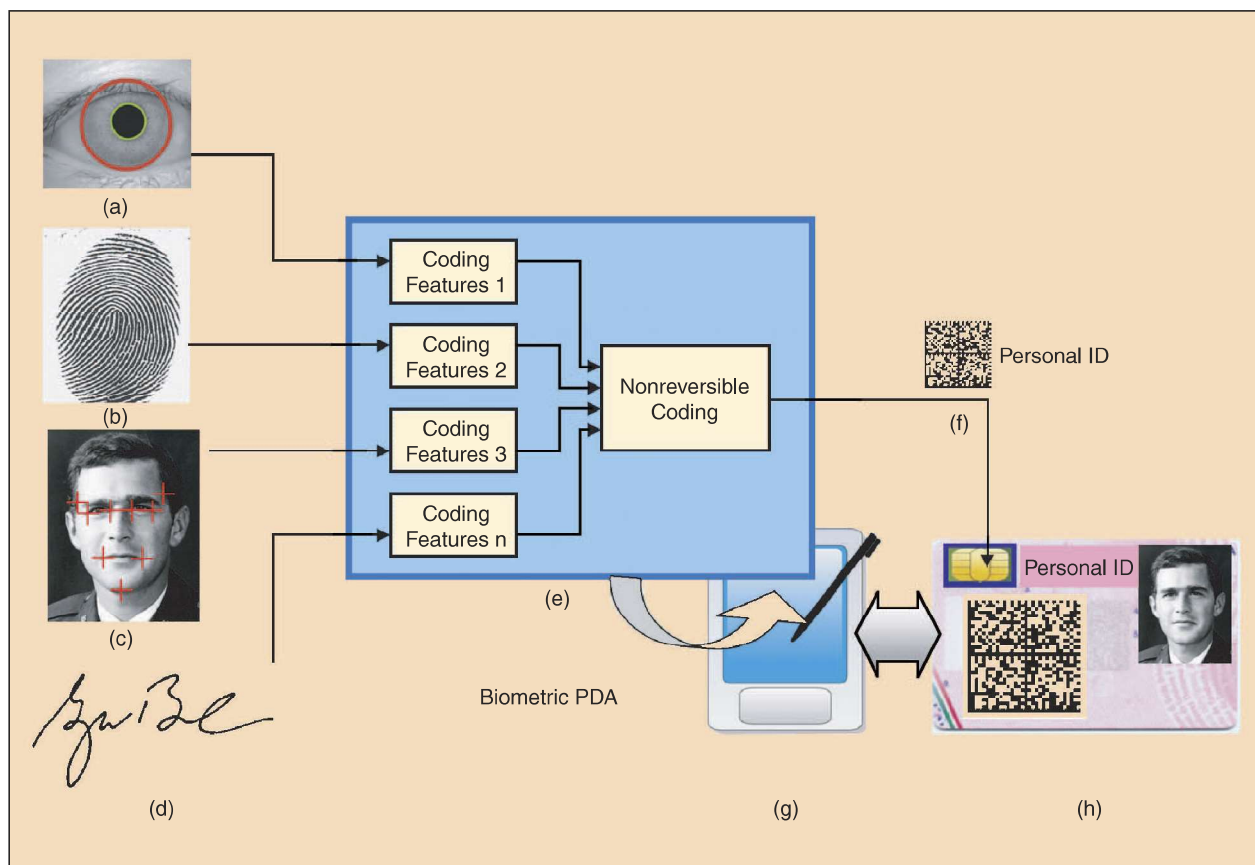 (a)
(b)
(c)
(d)
Coding
Features 1
Coding
Features 2
Coding
Features 3
Coding
Features n
Nonreversible
Coding
(e)
Personal ID
(f)
Biometric PDA
(g)
Personal ID
(h)